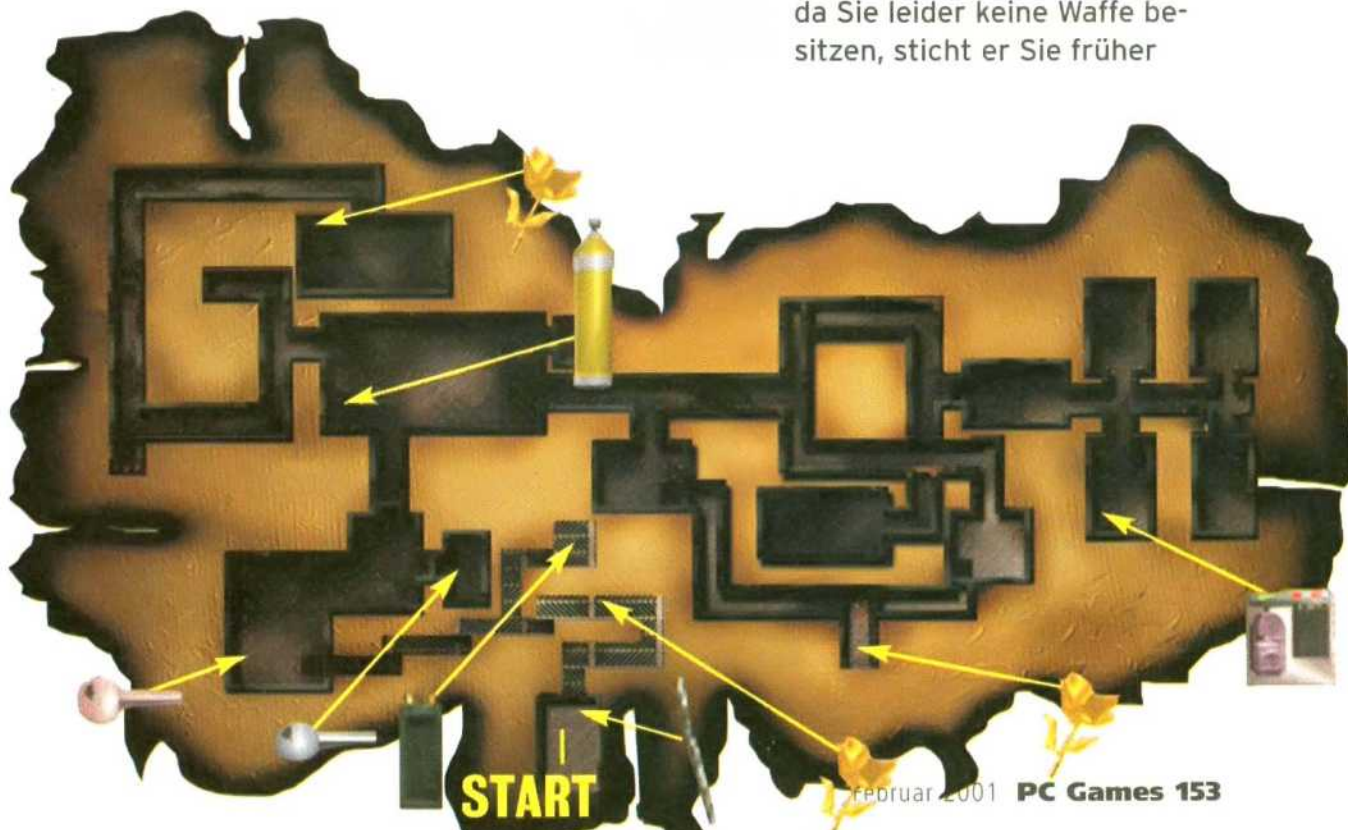 da Sie leider keine Waffe be-
sitzen, sticht er Sie früher
START
Februar 2001 PC Games 153